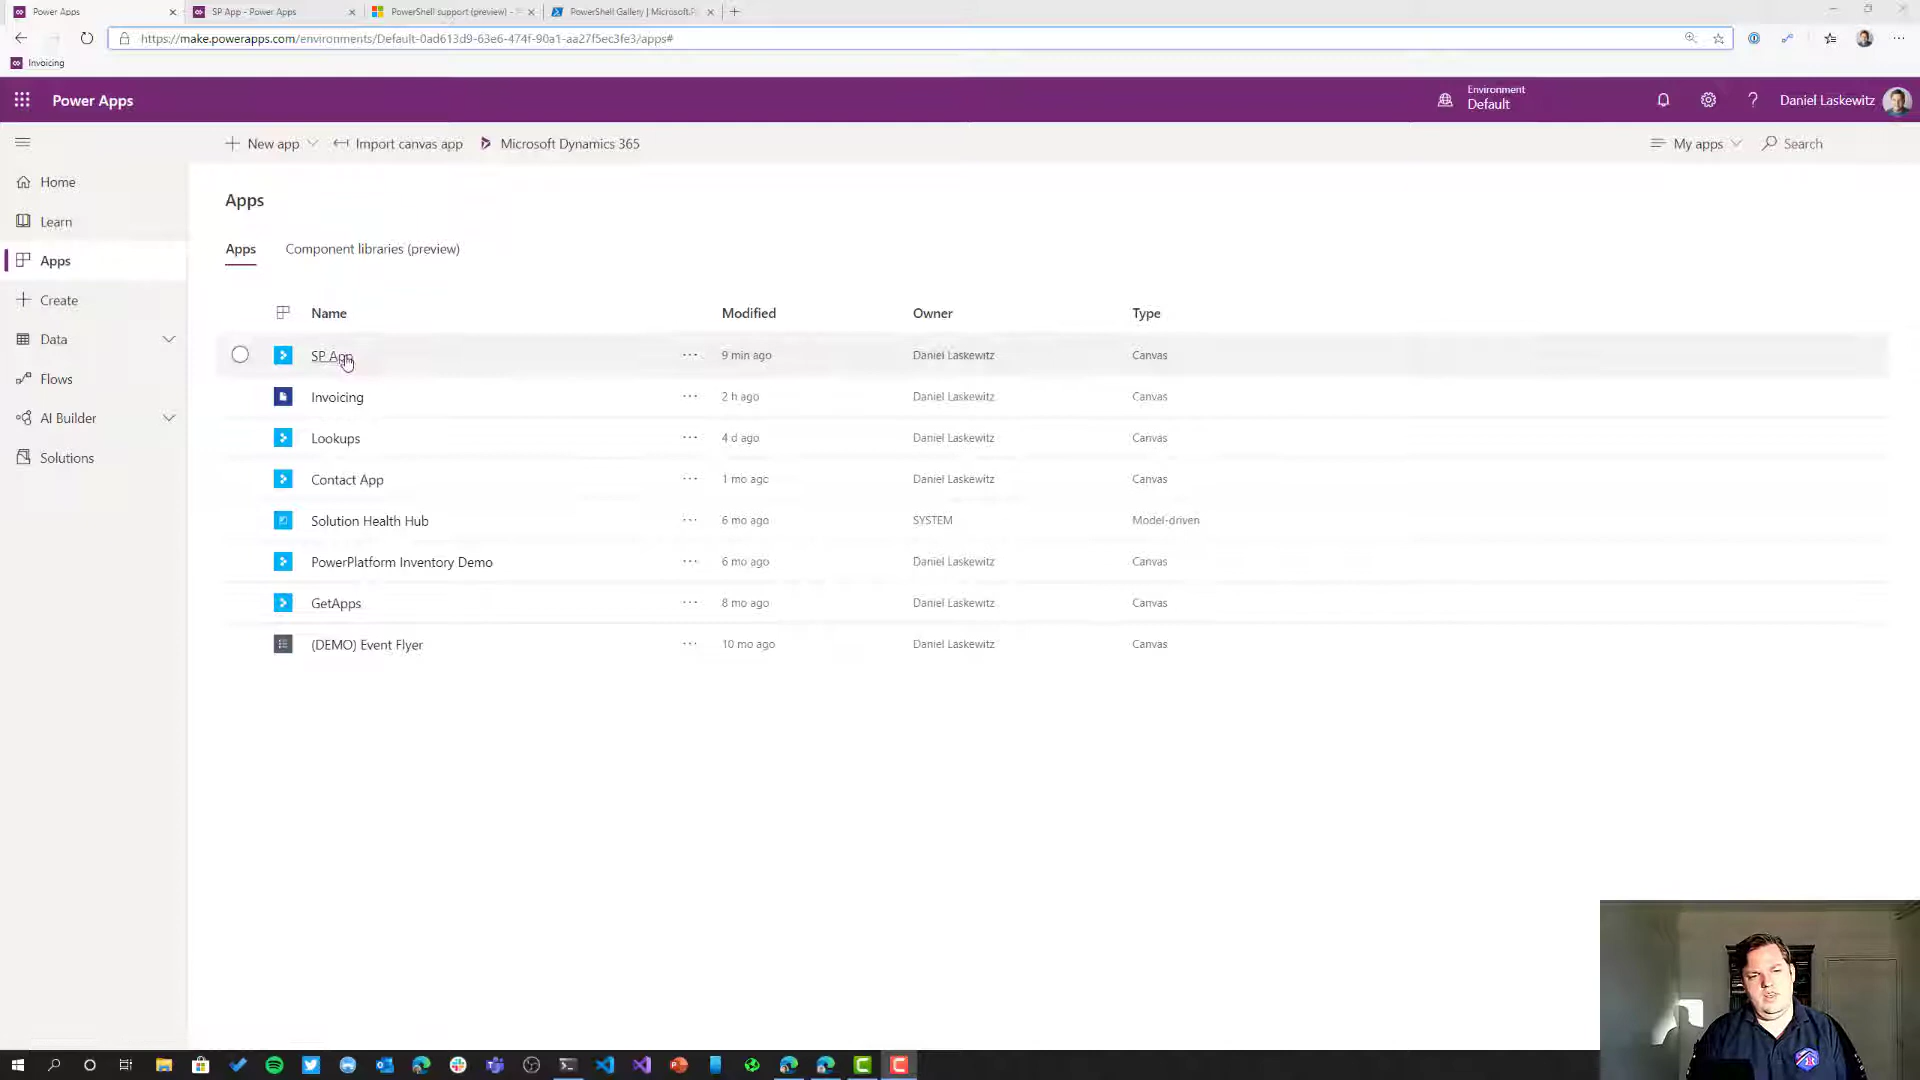 Power Apps
SP App - Power Apps
PowerShell support (preview) -
PowerShell Gallery | Microsoft.P
https://make.powerapps.com/environments/Default-0ad613d9-63e6-474f-90a1-aa27f5ec3fe3/apps#
Invoicing
Power Apps
Environment
Default
Daniel Laskewitz
New app
Import canvas app
Microsoft Dynamics 365
My apps
Search
Home
Learn
Apps
Create
Data
Flows
AI Builder
Solutions
Apps
Apps
Component libraries (preview)
Name Modified Owner Type
SP App ··· 9 min ago Daniel Laskewitz Canvas
Invoicing ··· 2 h ago Daniel Laskewitz Canvas
Lookups ··· 4 d ago Daniel Laskewitz Canvas
Contact App ··· 1 mo ago Daniel Laskewitz Canvas
Solution Health Hub ··· 6 mo ago SYSTEM Model-driven
PowerPlatform Inventory Demo ··· 6 mo ago Daniel Laskewitz Canvas
GetApps ··· 8 mo ago Daniel Laskewitz Canvas
(DEMO) Event Flyer ··· 10 mo ago Daniel Laskewitz Canvas